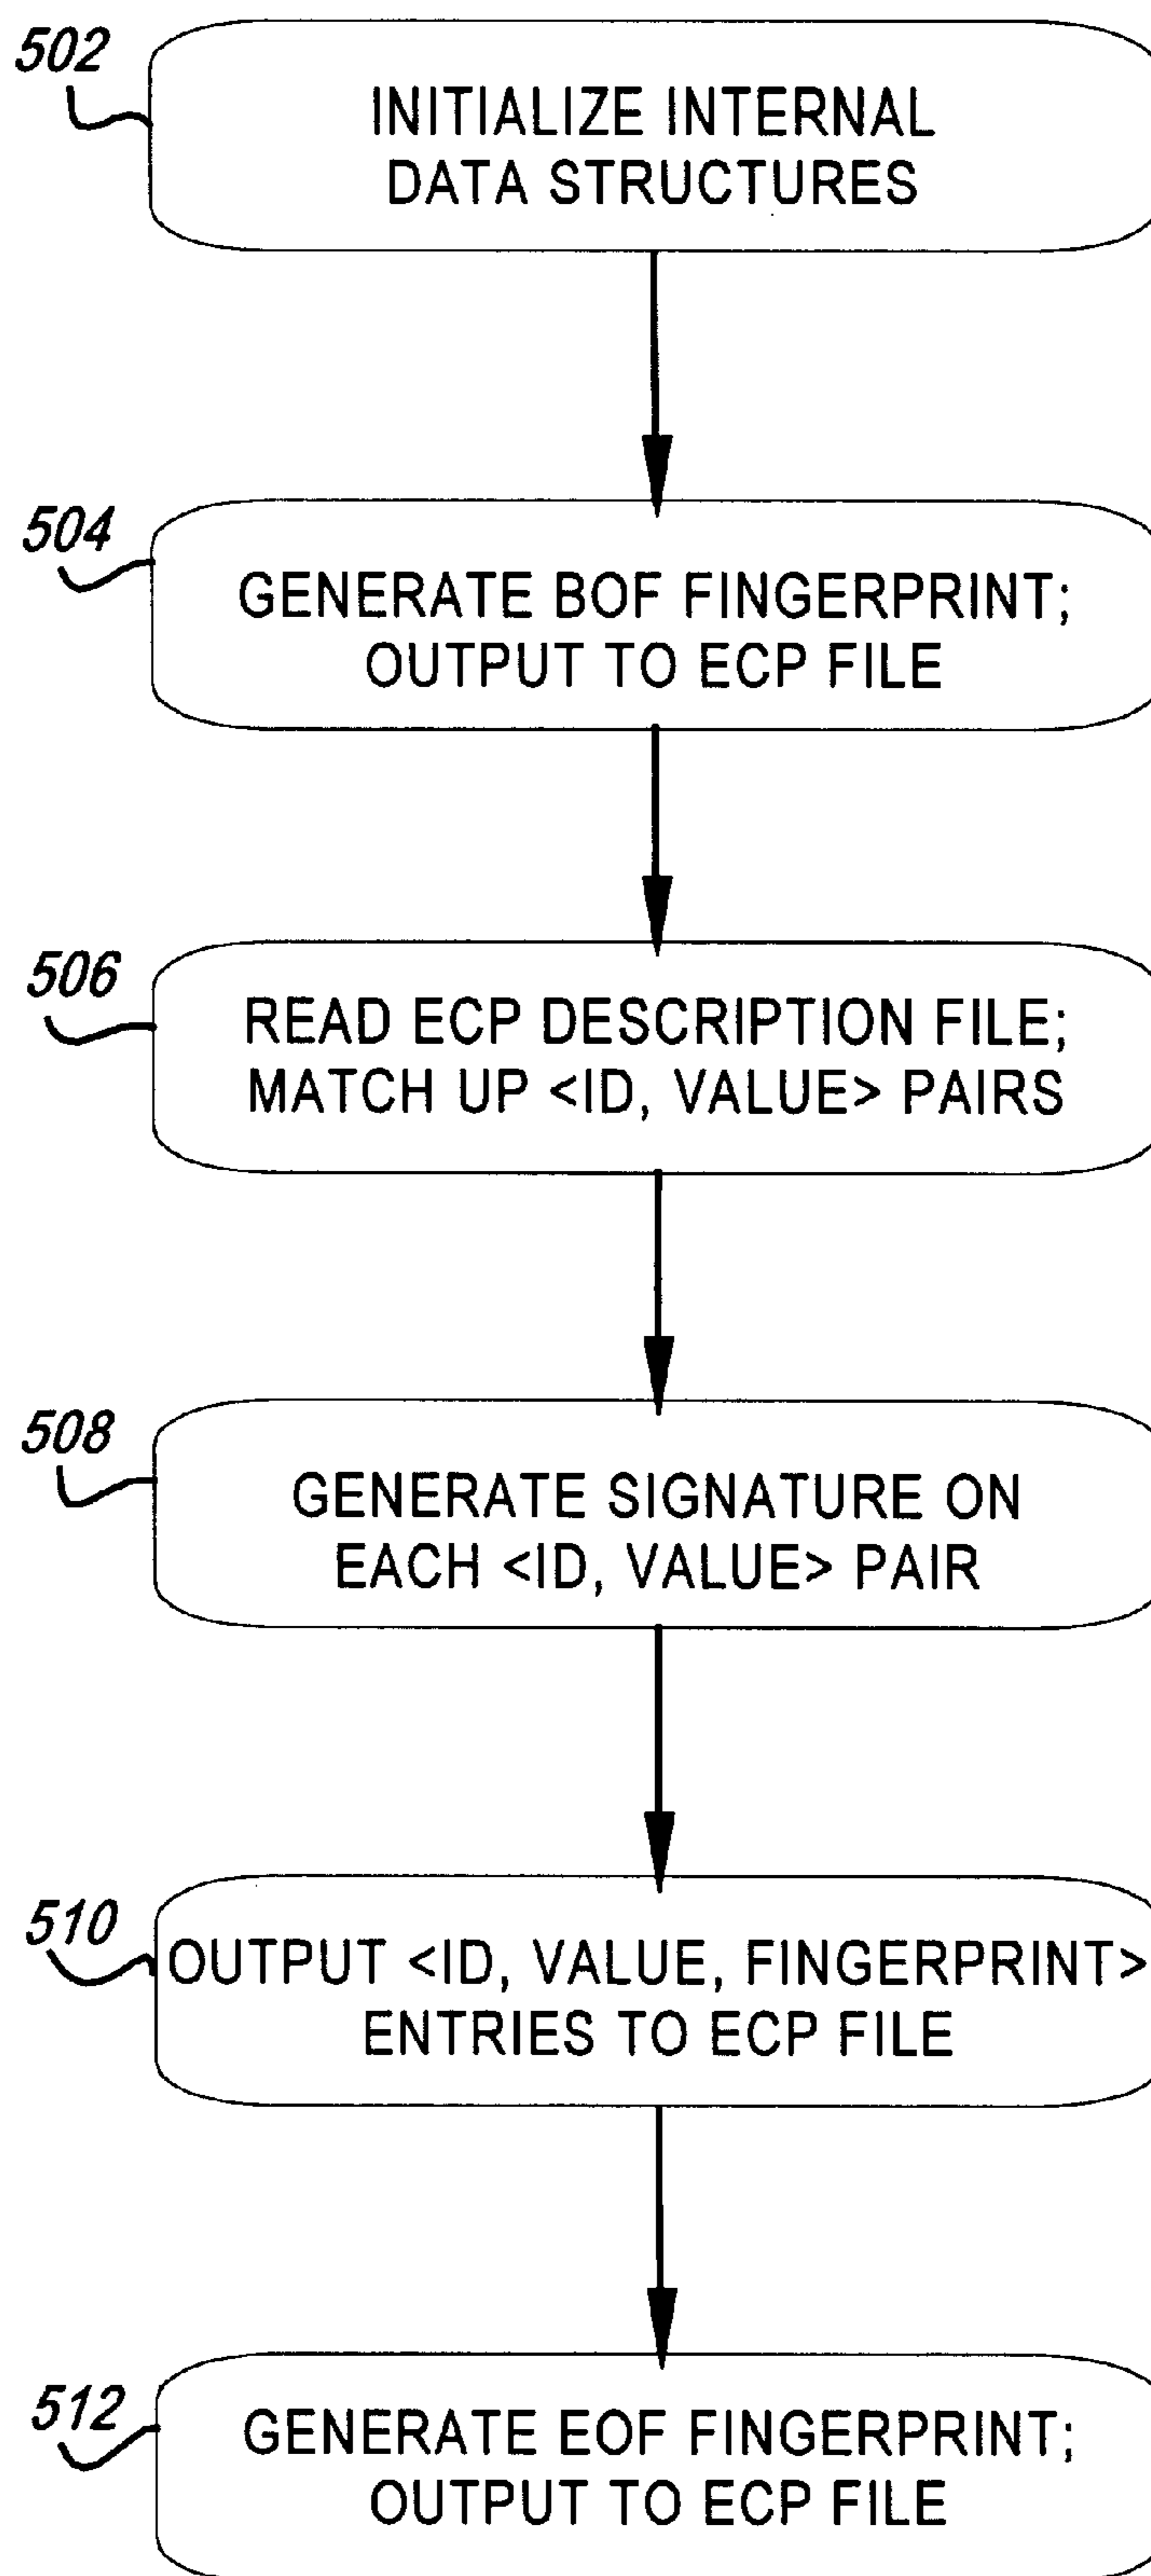 502
INITIALIZE INTERNAL
DATA STRUCTURES
504
GENERATE BOF FINGERPRINT;
OUTPUT TO ECP FILE
506
READ ECP DESCRIPTION FILE;
MATCH UP <ID, VALUE> PAIRS
508
GENERATE SIGNATURE ON
EACH <ID, VALUE> PAIR
510
OUTPUT <ID, VALUE, FINGERPRINT>
ENTRIES TO ECP FILE
512
GENERATE EOF FINGERPRINT;
OUTPUT TO ECP FILE